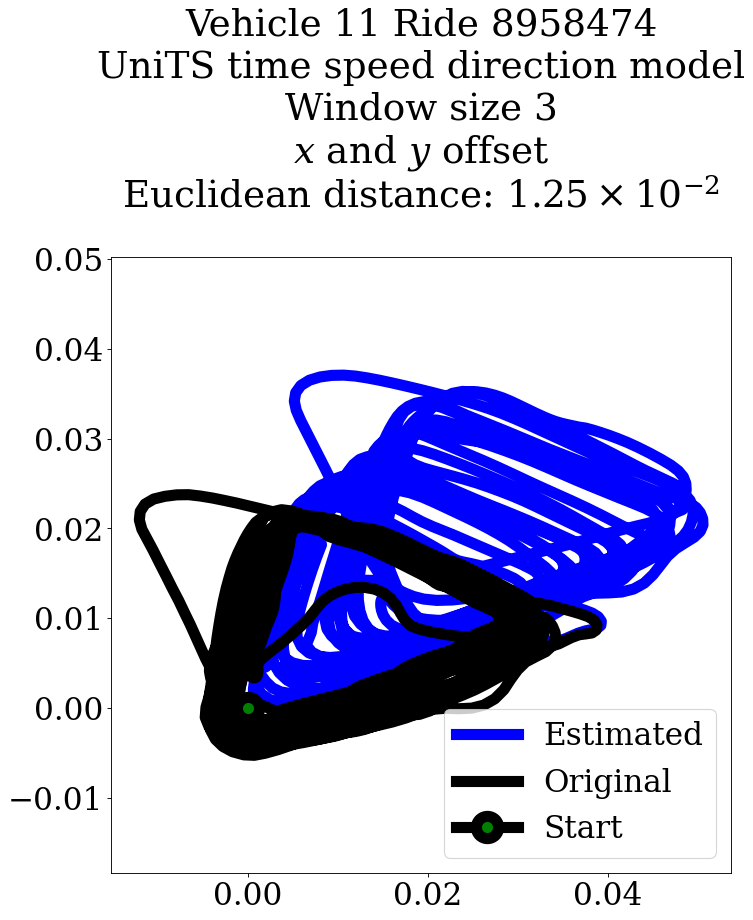 Vehicle 11 Ride 8958474
UniTS time speed direction model
Window size 3
x and y offset
Euclidean distance: 1.25 × 10⁻²
0.05
0.04
0.03
0.02
0.01
0.00
−0.01
Estimated
Original
Start
0.00 0.02 0.04